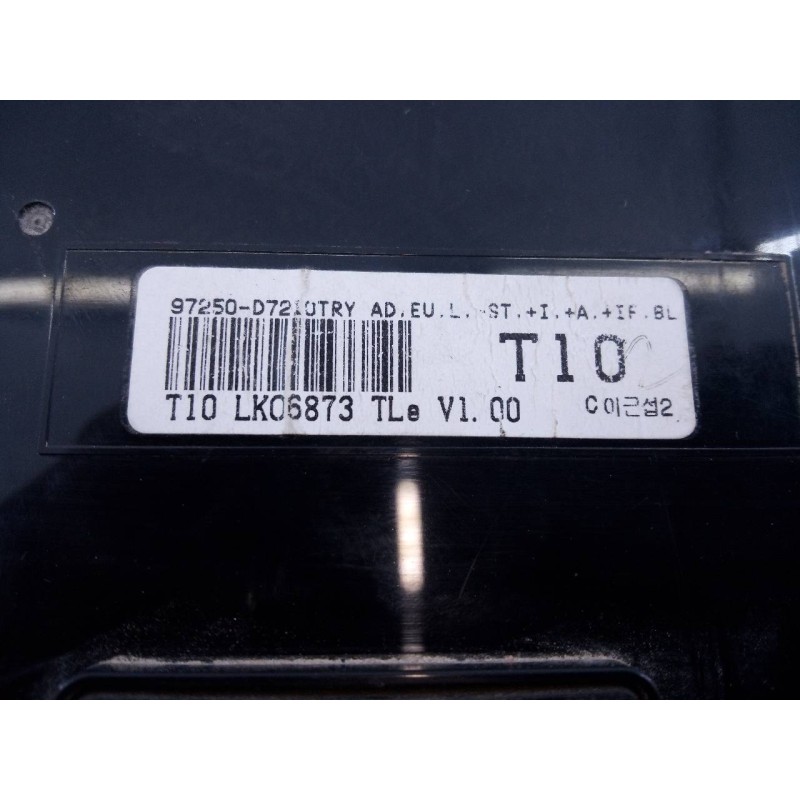 97250-D7210TRY AD.EU.L.-ST.+I.+A.+IF.BL
T10
T10 LK06873 TLe V1.00 C이근섭2